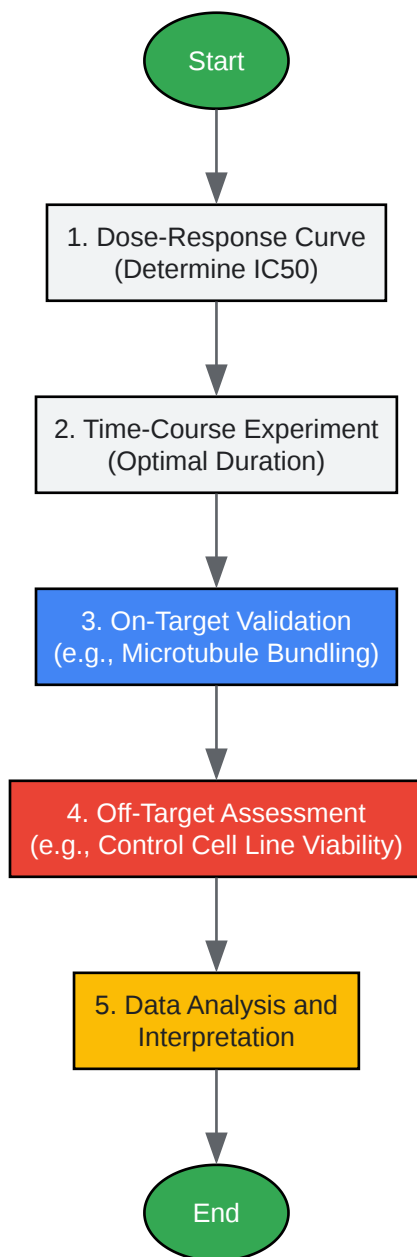 Start
1. Dose-Response Curve
(Determine IC50)
2. Time-Course Experiment
(Optimal Duration)
3. On-Target Validation
(e.g., Microtubule Bundling)
4. Off-Target Assessment
(e.g., Control Cell Line Viability)
5. Data Analysis and
Interpretation
End